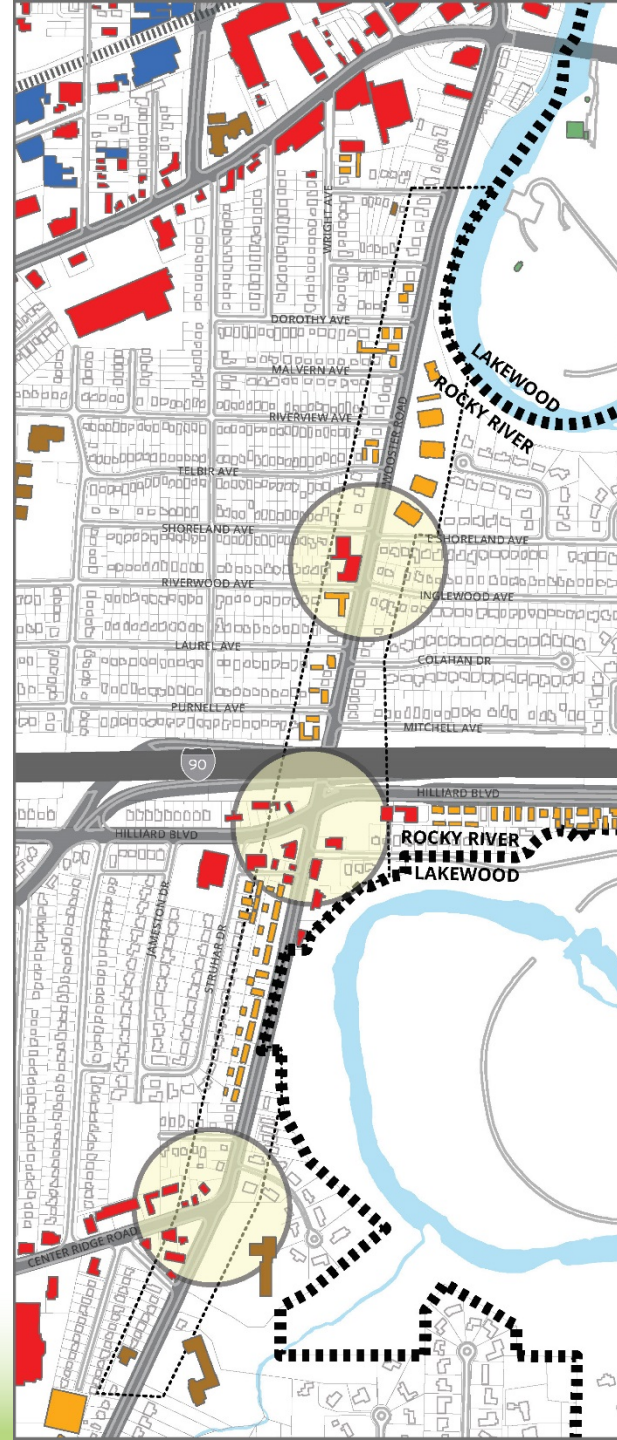 WRIGHT AVE
DOROTHY AVE
LAKEWOOD
MALVERN AVE
ROCKY RIVER
RIVERVIEW AVE
WOOSTER ROAD
TELBIR AVE
SHORELAND AVE
E SHORELAND AVE
RIVERWOOD AVE
INGLEWOOD AVE
LAUREL AVE
COLAHAN DR
PURNELL AVE
MITCHELL AVE
90
HILLIARD BLVD
HILLIARD BLVD
ROCKY RIVER
LAKEWOOD
JAMESTON DR
STRUHAR DR
CENTER RIDGE ROAD